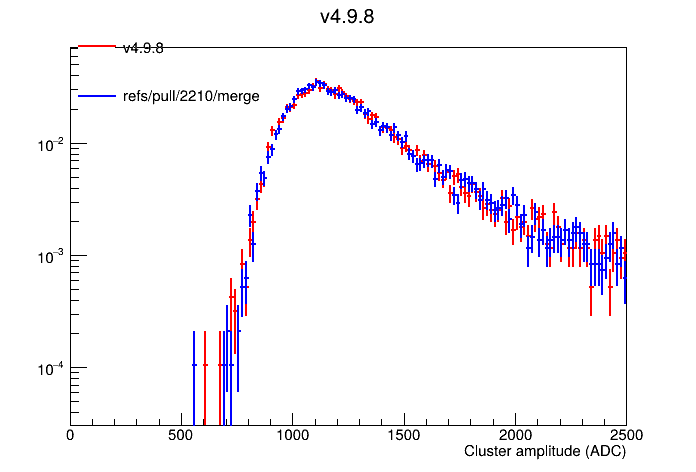 v4.9.8
v4.9.8
refs/pull/2210/merge
10⁻²
10⁻³
10⁻⁴
0 500 1000 1500 2000 2500
Cluster amplitude (ADC)